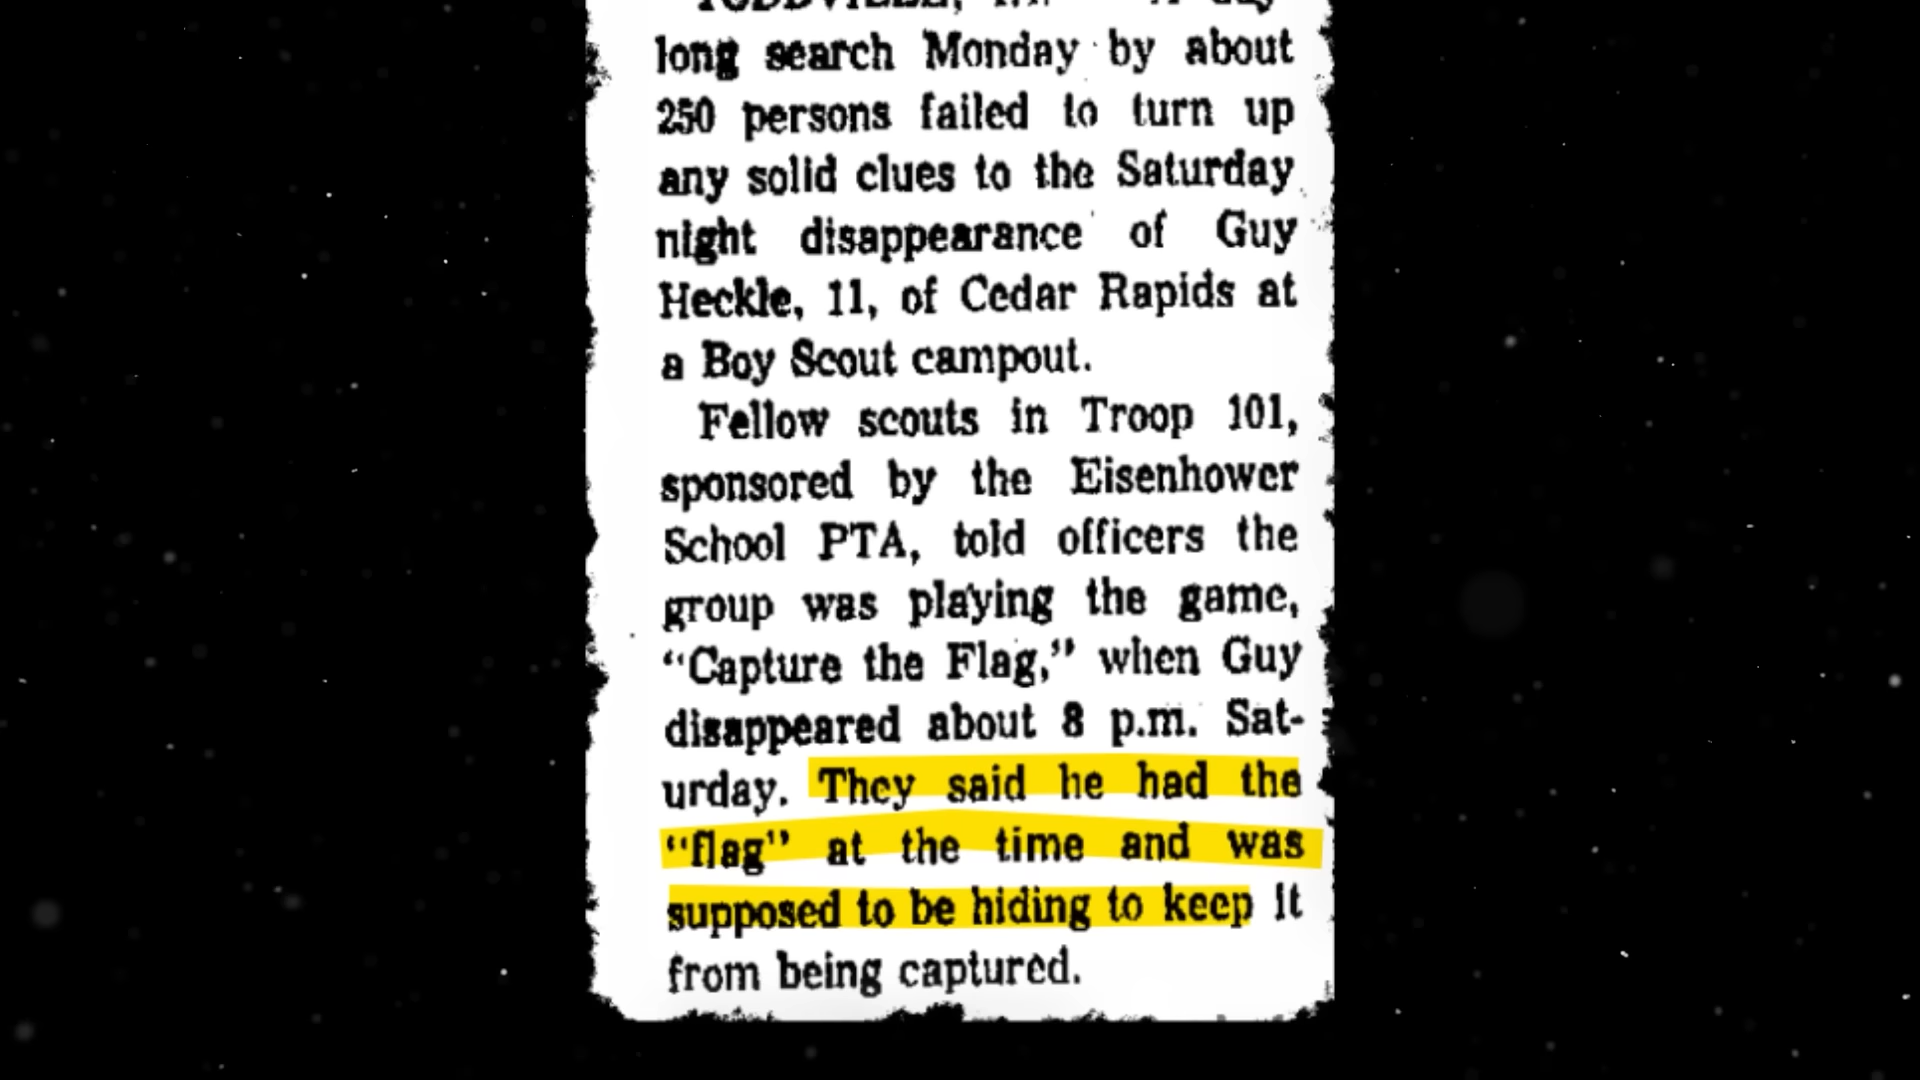 long search Monday by about
250 persons failed to turn up
any solid clues to the Saturday
night disappearance of Guy
Heckle, 11, of Cedar Rapids at
a Boy Scout campout.
Fellow scouts in Troop 101,
sponsored by the Eisenhower
School PTA, told officers the
group was playing the game,
“Capture the Flag,” when Guy
disappeared about 8 p.m. Sat-
urday. They said he had the
“flag” at the time and was
supposed to be hiding to keep it
from being captured.